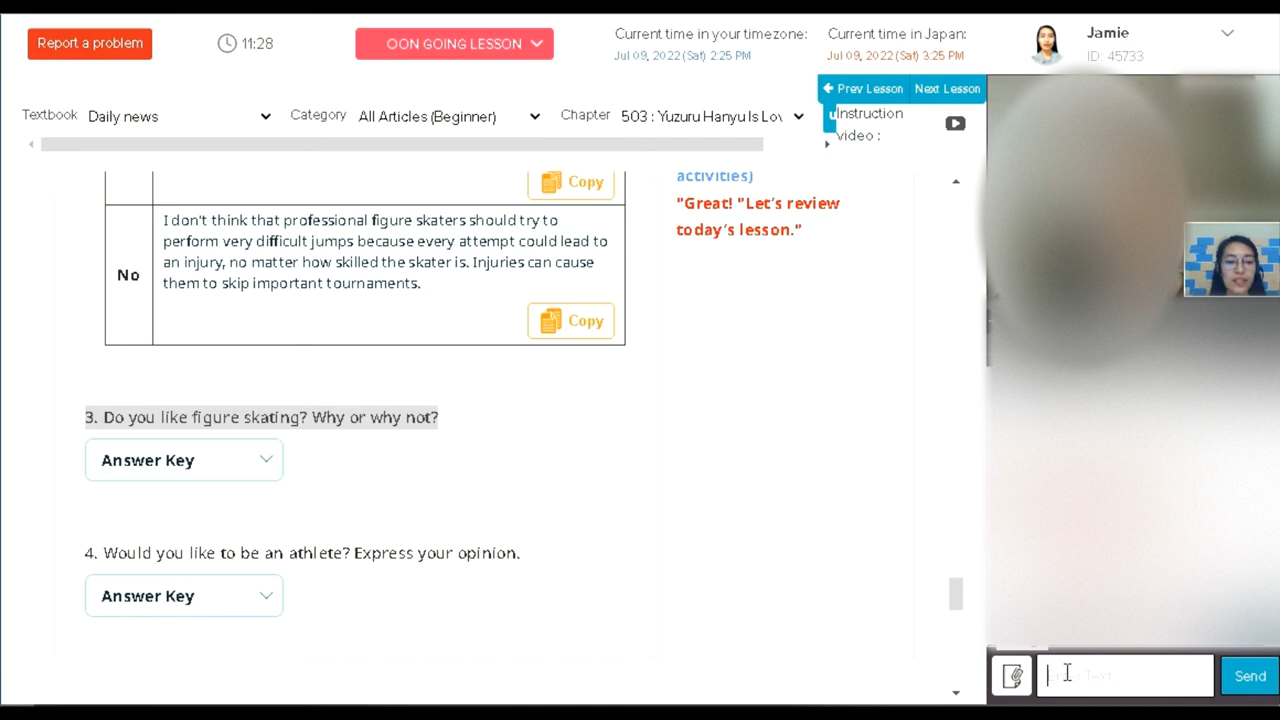 Report a problem
11:28
OON GOING LESSON
Current time in your timezone:
Jul 09, 2022 (Sat) 2:25 PM
Current time in Japan:
Jul 09, 2022 (Sat) 3:25 PM
Jamie
ID: 45733
Prev Lesson
Next Lesson
Textbook Daily news
Category All Articles (Beginner)
Chapter 503 : Yuzuru Hanyu Is Lov
Instruction
video :
Copy
No
I don't think that professional figure skaters should try to
perform very difficult jumps because every attempt could lead to
an injury, no matter how skilled the skater is. Injuries can cause
them to skip important tournaments.
Copy
activities)
"Great! "Let's review
today's lesson."
3. Do you like figure skating? Why or why not?
Answer Key
4. Would you like to be an athlete? Express your opinion.
Answer Key
Enter Text
Send